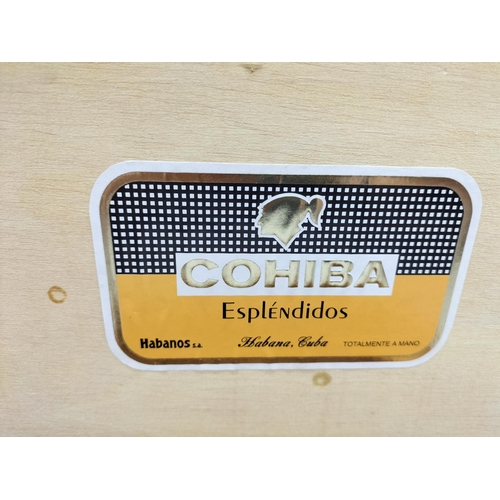 COHIBA
Espléndidos
Habanos s.a. Habana, Cuba TOTALMENTE A MANO